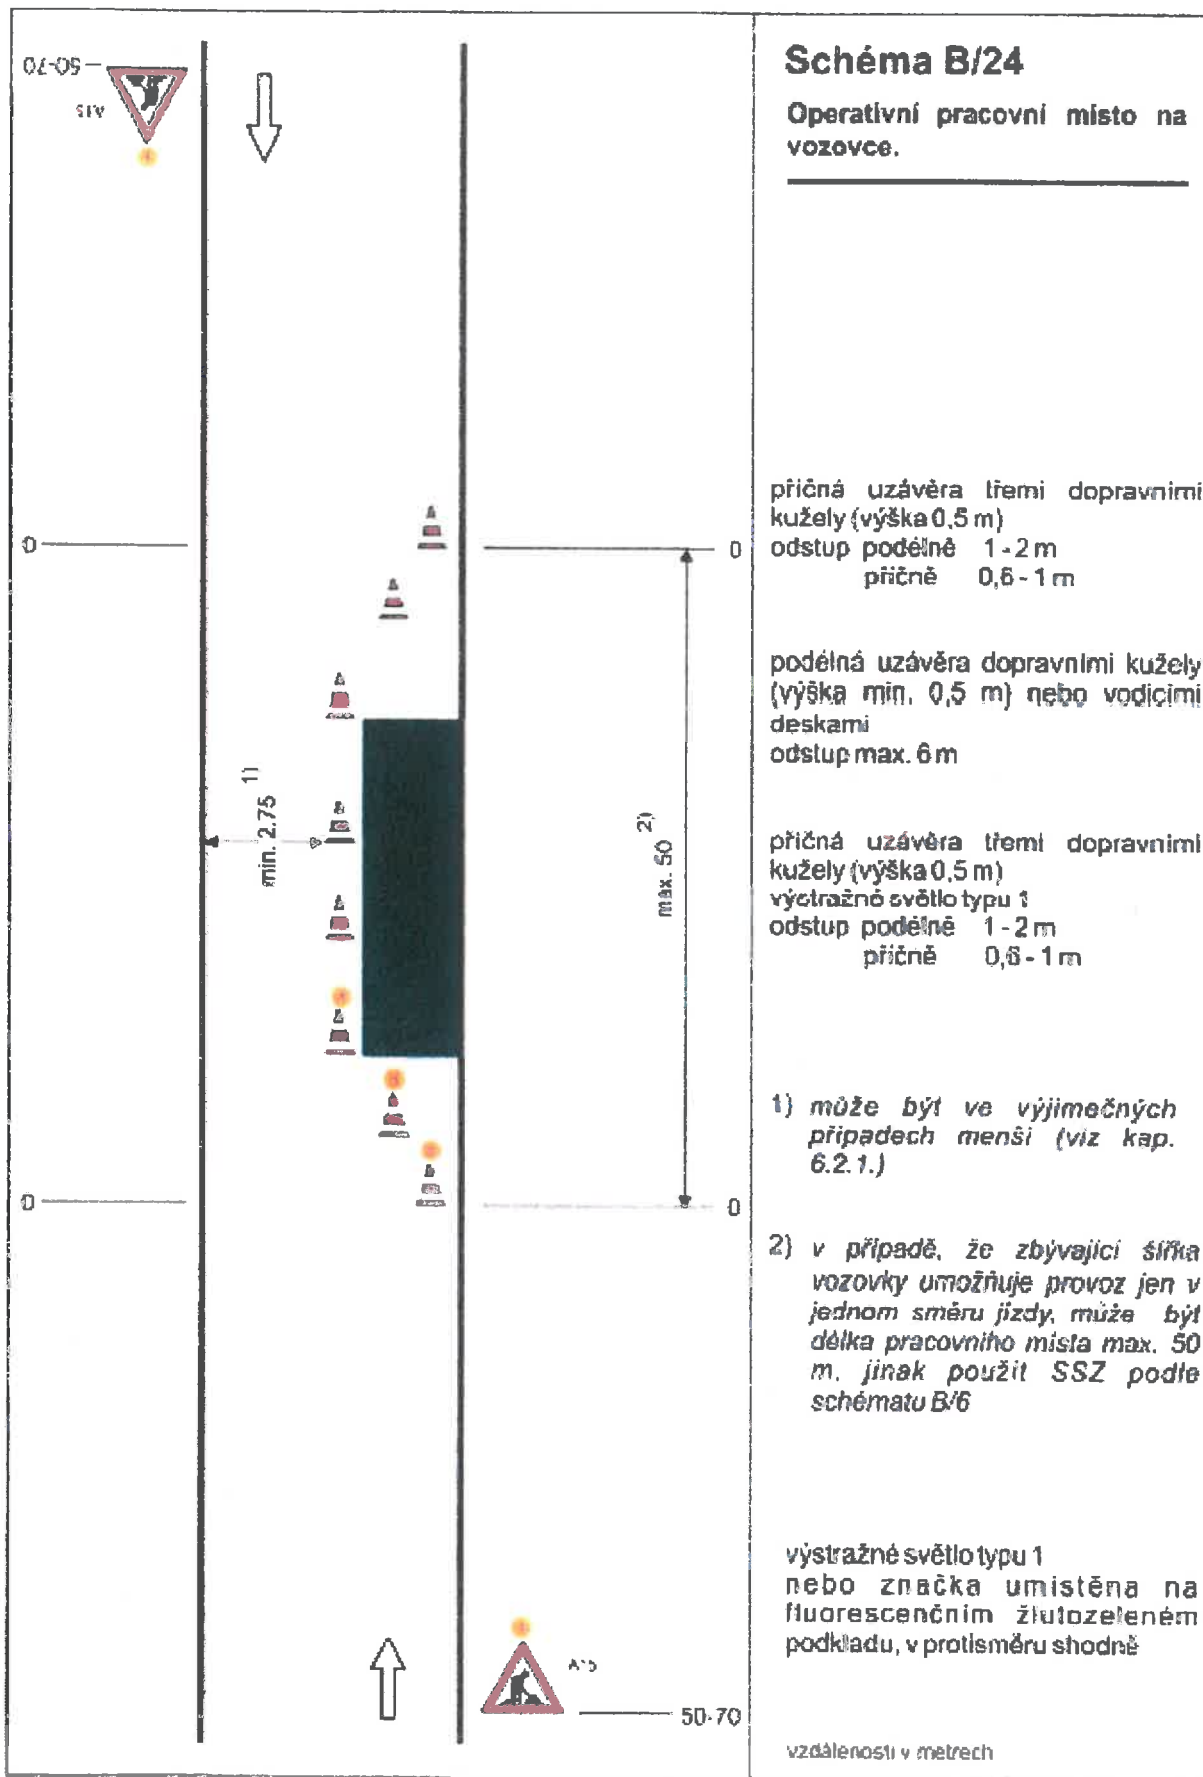 Schéma B/24
Operativní pracovní místo na
vozovce.
50-70
A15
příčná uzávěra třemi dopravními
kužely (výška 0,5 m)
odstup podélně 1-2 m
příčně 0,6-1 m
0
0
podélná uzávěra dopravními kužely
(výška min. 0,5 m) nebo vodicími
deskami
odstup max. 6 m
min. 2.75 1)
max. 50 2)
příčná uzávěra třemi dopravními
kužely (výška 0,5 m)
výstražné světlo typu 1
odstup podélně 1-2 m
příčně 0,6-1 m
0
0
1) může být ve výjimečných
případech menší (viz kap.
6.2.1.)
2) v případě, že zbývající šířka
vozovky umožňuje provoz jen v
jednom směru jízdy, může být
délka pracovního místa max. 50
m, jinak použít SSZ podle
schématu B/6
výstražné světlo typu 1
nebo značka umístěna na
fluorescenčním žlutozeleném
podkladu, v protisměru shodně
A15
50-70
vzdálenosti v metrech